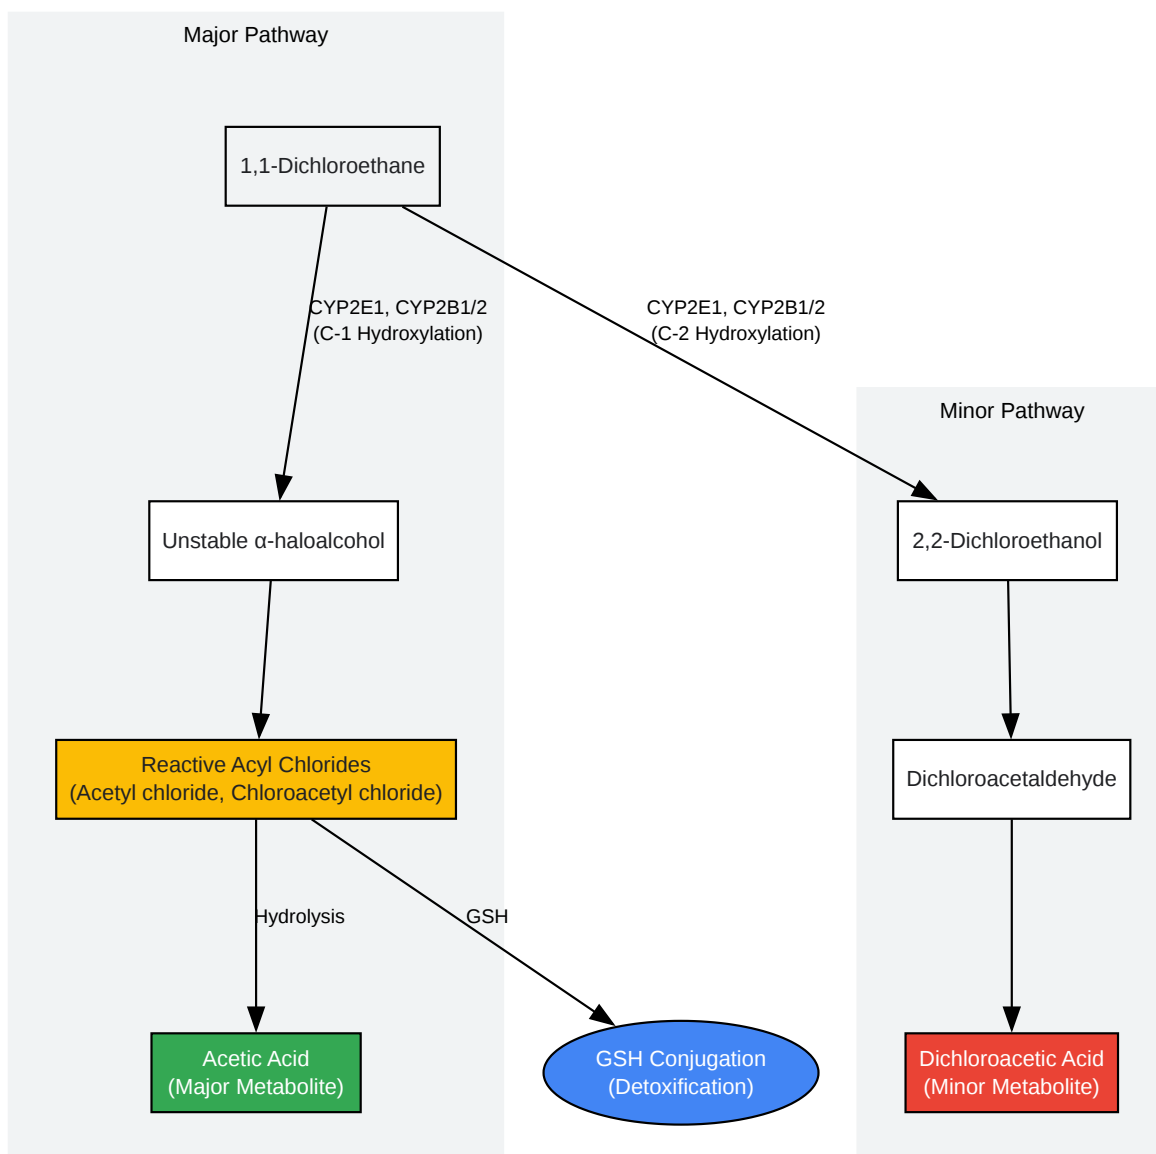 Major Pathway
1,1-Dichloroethane
CYP2E1, CYP2B1/2
(C-1 Hydroxylation)
CYP2E1, CYP2B1/2
(C-2 Hydroxylation)
Minor Pathway
Unstable α-haloalcohol
2,2-Dichloroethanol
Reactive Acyl Chlorides
(Acetyl chloride, Chloroacetyl chloride)
Dichloroacetaldehyde
Hydrolysis
GSH
Acetic Acid
(Major Metabolite)
GSH Conjugation
(Detoxification)
Dichloroacetic Acid
(Minor Metabolite)